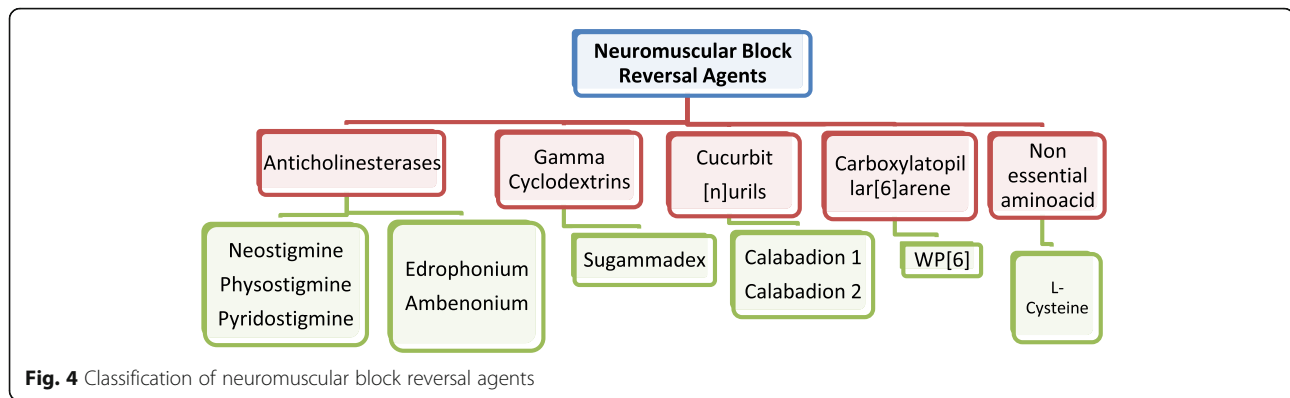 Neuromuscular Block
Reversal Agents
Anticholinesterases
Gamma
Cyclodextrins
Cucurbit
[n]urils
Carboxylatopil
lar[6]arene
Non
essential
aminoacid
Neostigmine
Physostigmine
Pyridostigmine
Edrophonium
Ambenonium
Sugammadex
Calabadion 1
Calabadion 2
WP[6]
L-
Cysteine
Fig. 4 Classification of neuromuscular block reversal agents